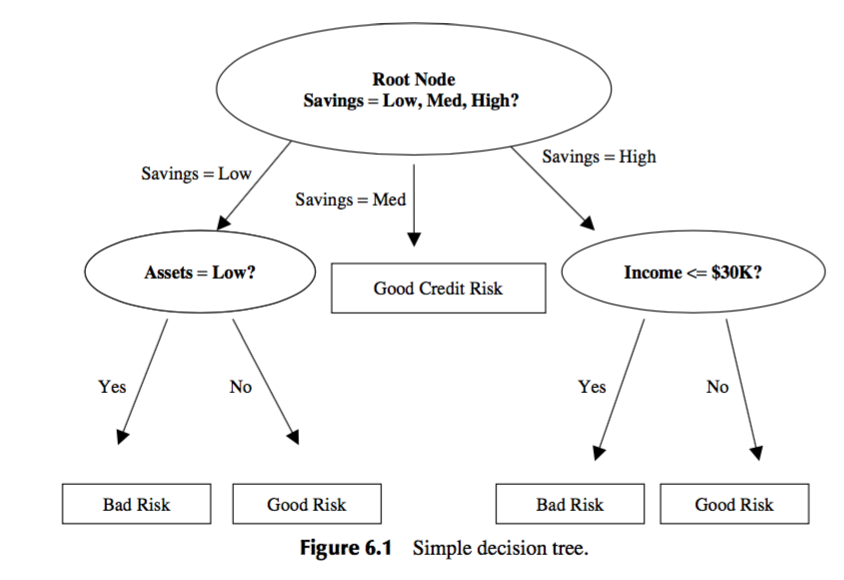 Root Node
Savings = Low, Med, High?
Savings = Low
Savings = Med
Savings = High
Assets = Low?
Good Credit Risk
Income <= $30K?
Yes
No
Yes
No
Bad Risk
Good Risk
Bad Risk
Good Risk
Figure 6.1 Simple decision tree.